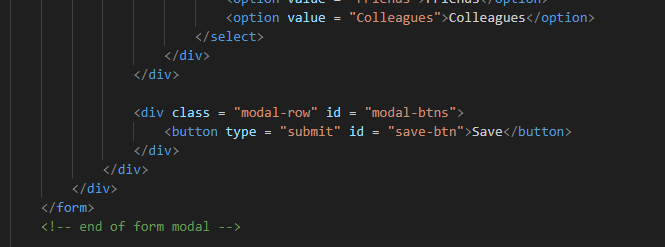 <option value = "Friends">Friends</option>
<option value = "Colleagues">Colleagues</option>
</select>
</div>
</div>
<div class = "modal-row" id = "modal-btns">
<button type = "submit" id = "save-btn">Save</button>
</div>
</div>
</div>
</form>
<!-- end of form modal -->